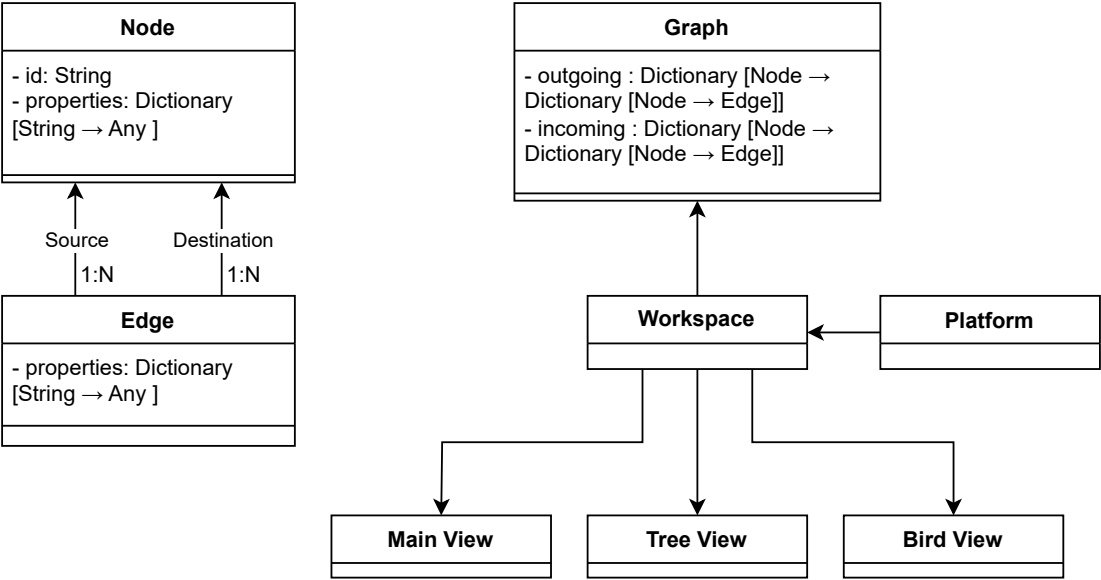 Node
- id: String
- properties: Dictionary
[String → Any ]
Source
Destination
1:N
1:N
Edge
- properties: Dictionary
[String → Any ]
Graph
- outgoing : Dictionary [Node →
Dictionary [Node → Edge]]
- incoming : Dictionary [Node →
Dictionary [Node → Edge]]
Workspace
Platform
Main View
Tree View
Bird View